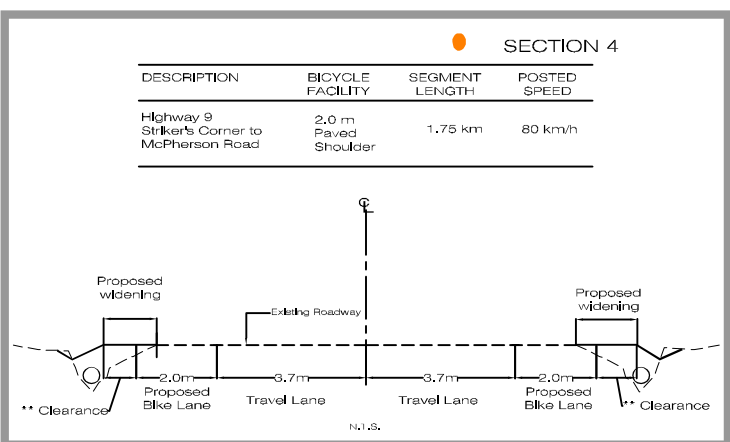 SECTION 4
DESCRIPTION BICYCLE FACILITY SEGMENT LENGTH POSTED SPEED
Highway 9
Striker's Corner to
McPherson Road
2.0 m
Paved
Shoulder
1.75 km
80 km/h
CL
Proposed
widening
Proposed
widening
Existing Roadway
2.0m
3.7m
3.7m
2.0m
Proposed
Bike Lane
Travel Lane
Travel Lane
Proposed
Bike Lane
** Clearance
** Clearance
N.T.S.